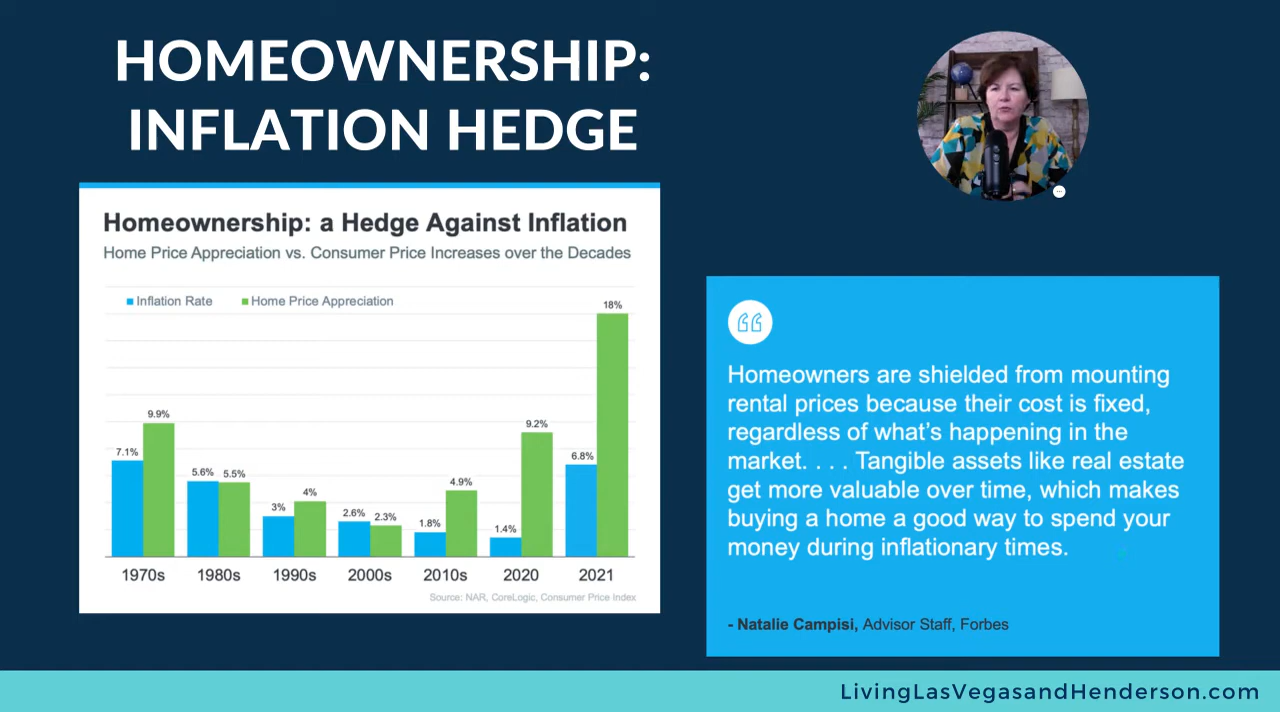 HOMEOWNERSHIP:
INFLATION HEDGE
Homeownership: a Hedge Against Inflation
Home Price Appreciation vs. Consumer Price Increases over the Decades
Inflation Rate Home Price Appreciation
7.1% 9.9% 5.6% 5.5% 3% 4% 2.6% 2.3% 1.8% 4.9% 1.4% 9.2% 6.8% 18%
1970s 1980s 1990s 2000s 2010s 2020 2021
Source: NAR, CoreLogic, Consumer Price Index
Homeowners are shielded from mounting
rental prices because their cost is fixed,
regardless of what’s happening in the
market. . . . Tangible assets like real estate
get more valuable over time, which makes
buying a home a good way to spend your
money during inflationary times.
- Natalie Campisi, Advisor Staff, Forbes
LivingLasVegasandHenderson.com